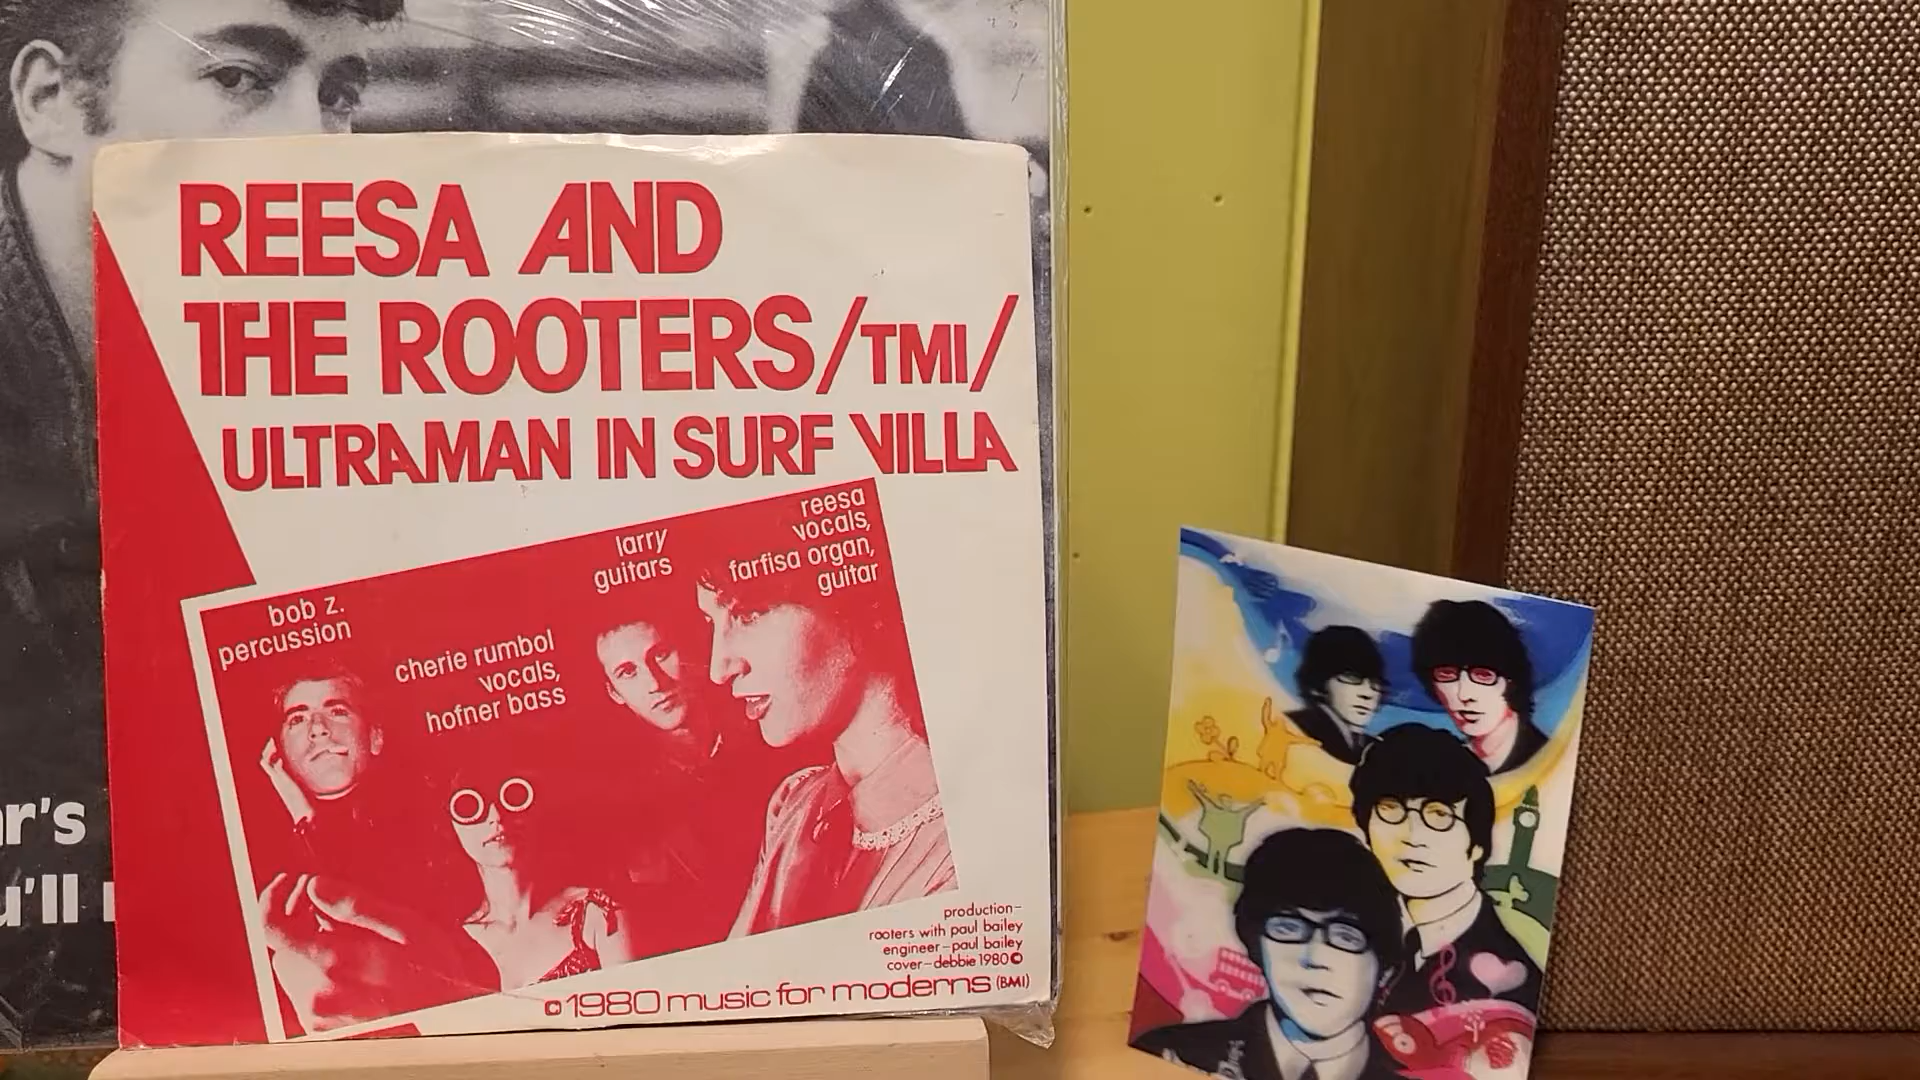 REESA AND
THE ROOTERS/TMI/
ULTRAMAN IN SURF VILLA
reesa
vocals,
farfisa organ,
guitar
larry
guitars
bob z.
percussion
cherie rumbol
vocals,
hofner bass
production-
rooters with paul bailey
engineer-paul bailey
cover-debbie 1980©
©1980 music for moderns (BMI)
u'll